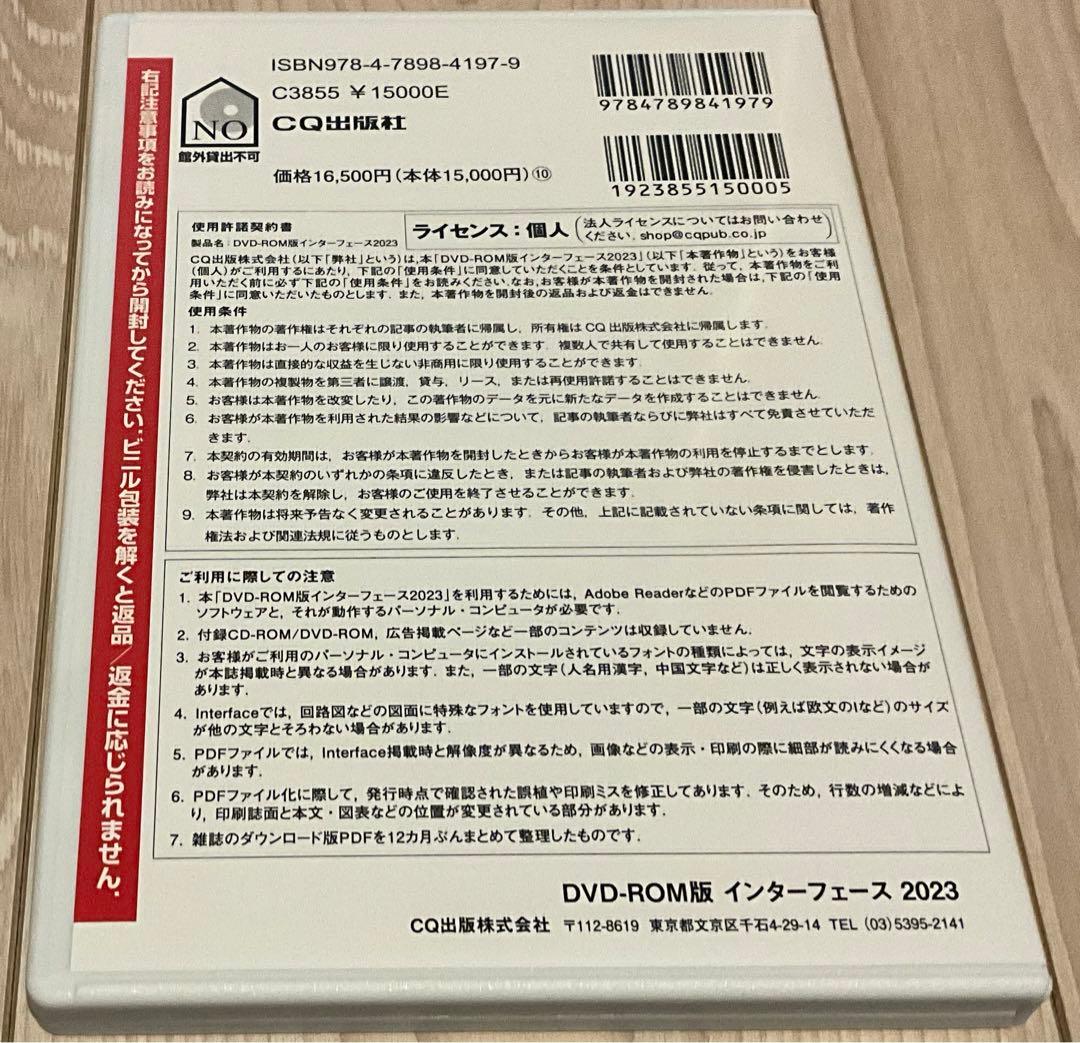 右記注意事項をお読みになってから開封してください.ビニル包装を解くと返品/返金に応じられません.
NO
館外貸出不可
ISBN978-4-7898-4197-9
C3855 ￥15000E
CQ出版社
価格16,500円(本体15,000円)⑩
9784789841979
1923855150005
使用許諾契約書
製品名：DVD-ROM版インターフェース2023
ライセンス：個人
(法人ライセンスについてはお問い合わせ
ください. shop@cqpub.co.jp)
CQ出版株式会社(以下「弊社」という)は,本「DVD-ROM版インターフェース2023」(以下「本著作物」という)をお客様
(個人)がご利用するにあたり,下記の「使用条件」に同意していただくことを条件としています.従って,本著作物をご利
用いただく前に必ず下記の「使用条件」をお読みください.なお,お客様が本著作物を開封された場合は,下記の「使用
条件」に同意いただいたものとします.また,本著作物を開封後の返品および返金はできません.
使用条件
1. 本著作物の著作権はそれぞれの記事の執筆者に帰属し,所有権はCQ出版株式会社に帰属します.
2. 本著作物はお一人のお客様に限り使用することができます.複数人で共有して使用することはできません.
3. 本著作物は直接的な収益を生じない非商用に限り使用することができます.
4. 本著作物の複製物を第三者に譲渡,貸与,リース,または再使用許諾することはできません.
5. お客様は本著作物を改変したり,この著作物のデータを元に新たなデータを作成することはできません.
6. お客様が本著作物を利用された結果の影響などについて,記事の執筆者ならびに弊社はすべて免責させていただ
きます.
7. 本契約の有効期間は,お客様が本著作物を開封したときからお客様が本著作物の利用を停止するまでとします.
8. お客様が本契約のいずれかの条項に違反したとき,または記事の執筆者および弊社の著作権を侵害したときは,
弊社は本契約を解除し,お客様のご使用を終了させることができます.
9. 本著作物は将来予告なく変更されることがあります.その他,上記に記載されていない条項に関しては,著作
権法および関連法規に従うものとします.
ご利用に際しての注意
1. 本「DVD-ROM版インターフェース2023」を利用するためには,Adobe ReaderなどのPDFファイルを閲覧するための
ソフトウェアと,それが動作するパーソナル・コンピュータが必要です.
2. 付録CD-ROM/DVD-ROM,広告掲載ページなど一部のコンテンツは収録していません.
3. お客様がご利用のパーソナル・コンピュータにインストールされているフォントの種類によっては,文字の表示イメージ
が本誌掲載時と異なる場合があります.また,一部の文字(人名用漢字,中国文字など)は正しく表示されない場合が
あります.
4. Interfaceでは,回路図などの図面に特殊なフォントを使用していますので,一部の文字(例えば欧文のIなど)のサイズ
が他の文字とそろわない場合があります.
5. PDFファイルでは,Interface掲載時と解像度が異なるため,画像などの表示・印刷の際に細部が読みにくくなる場合
があります.
6. PDFファイル化に際して,発行時点で確認された誤植や印刷ミスを修正してあります.そのため,行数の増減などによ
り,印刷誌面と本文・図表などの位置が変更されている部分があります.
7. 雑誌のダウンロード版PDFを12カ月ぶんまとめて整理したものです.
DVD-ROM版 インターフェース 2023
CQ出版株式会社 〒112-8619 東京都文京区千石4-29-14 TEL (03)5395-2141